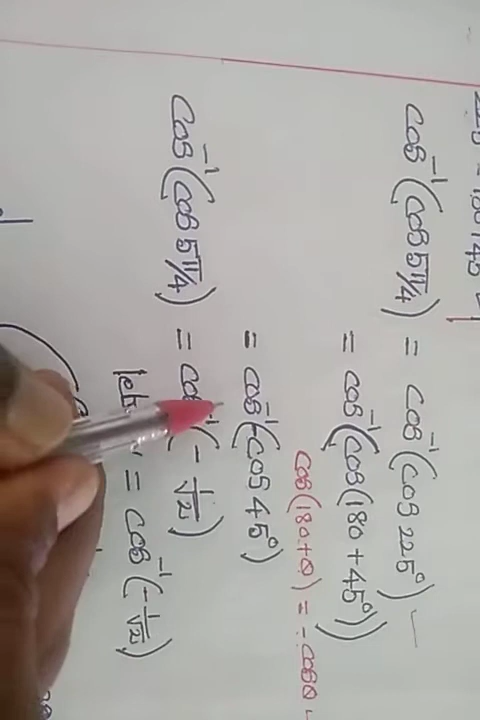 cos⁻¹(cos 5π/4) = cos⁻¹(cos 225°)
= cos⁻¹(cos(180+45°))
cos(180+θ) = -cosθ
= cos⁻¹(-cos 45°)
cos⁻¹(cos 5π/4) = cos⁻¹(-1/√2)
let = cos⁻¹(-1/√2)